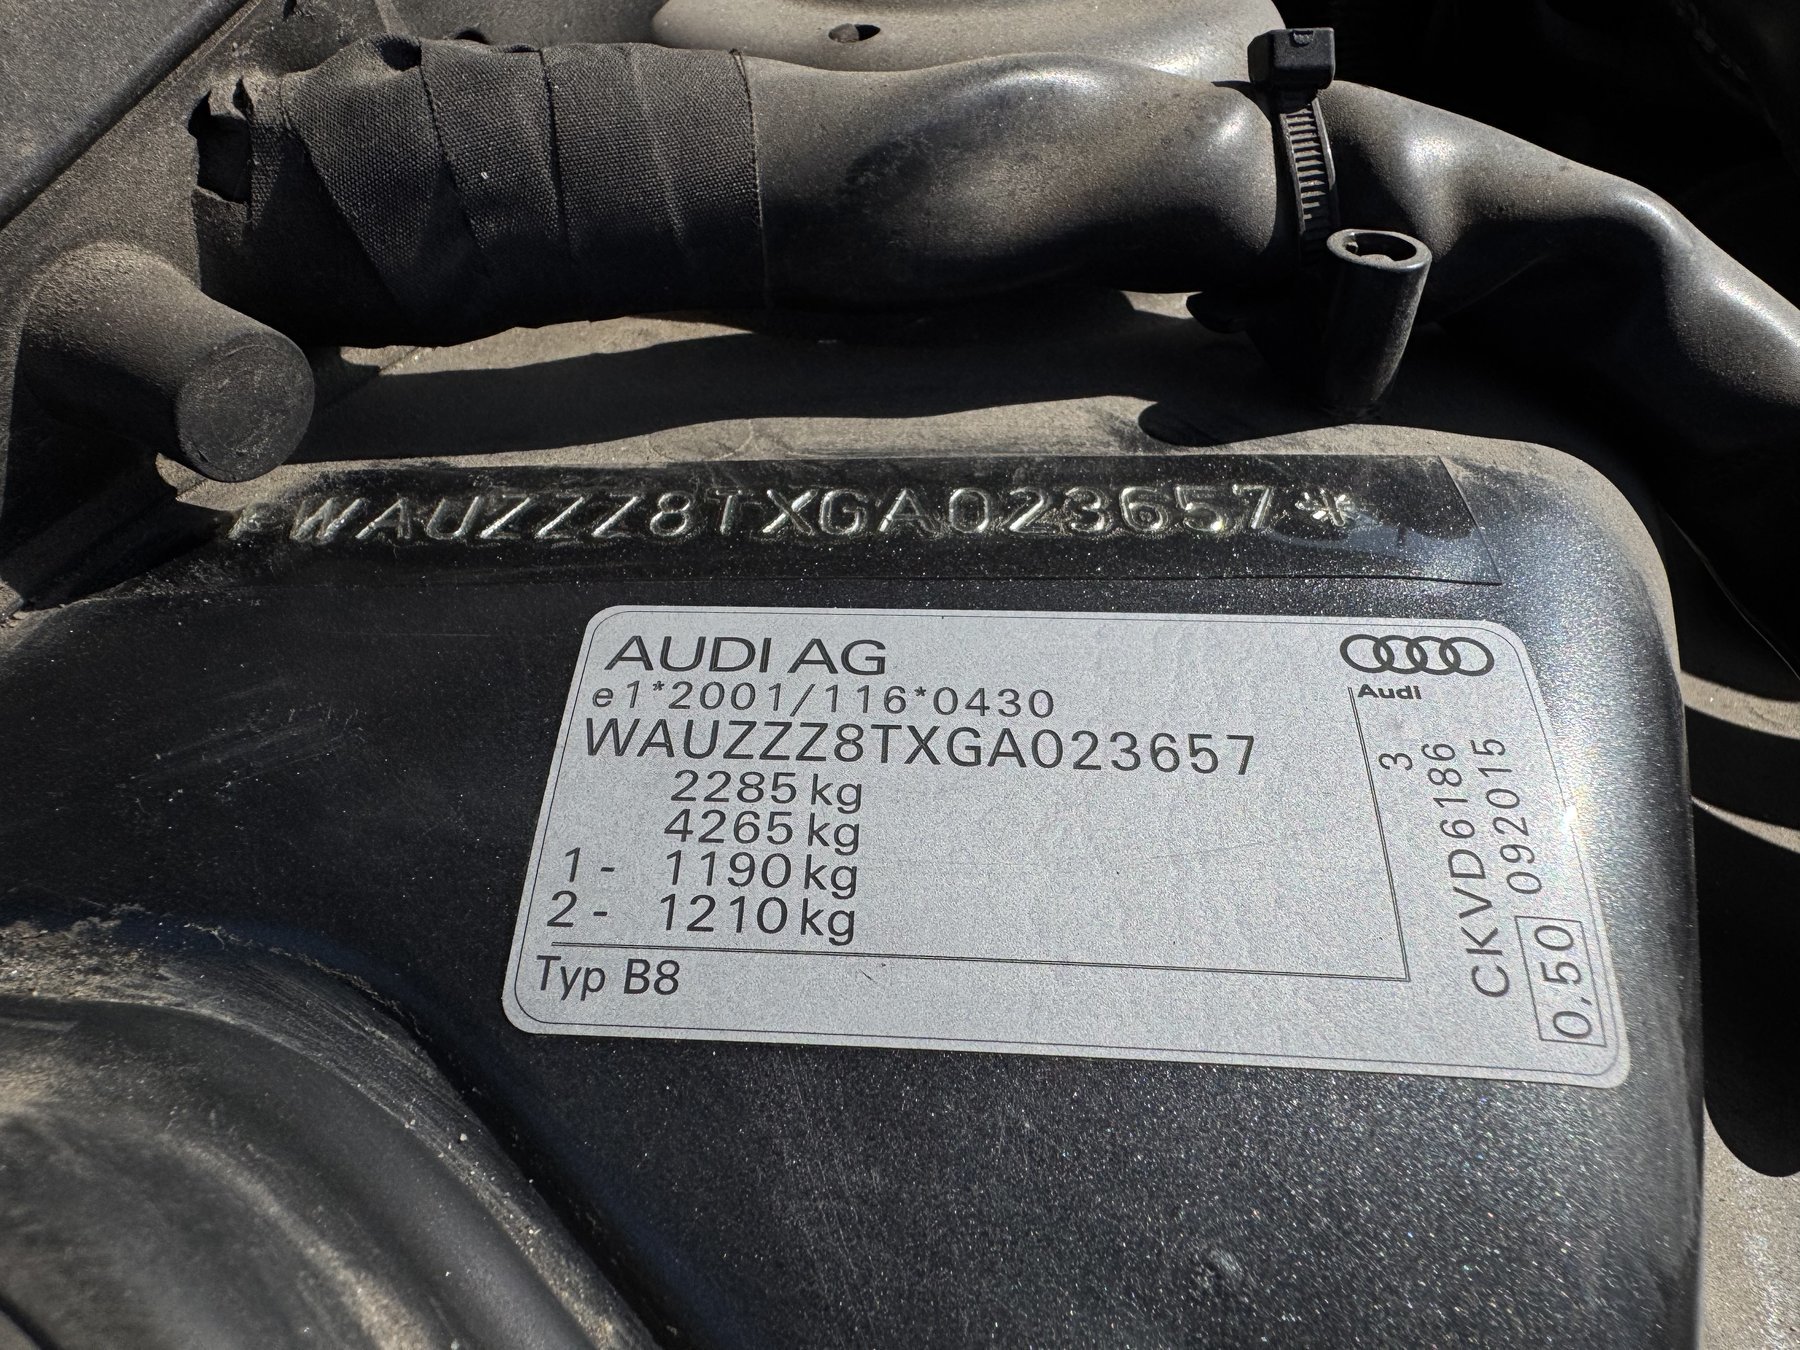 *WAUZZZ8TXGA023657*
AUDI AG
Audi
e1*2001/116*0430
WAUZZZ8TXGA023657
2285 kg
4265 kg
1 - 1190 kg
2 - 1210 kg
Typ B8
3
CKVD6186
0,50 092015